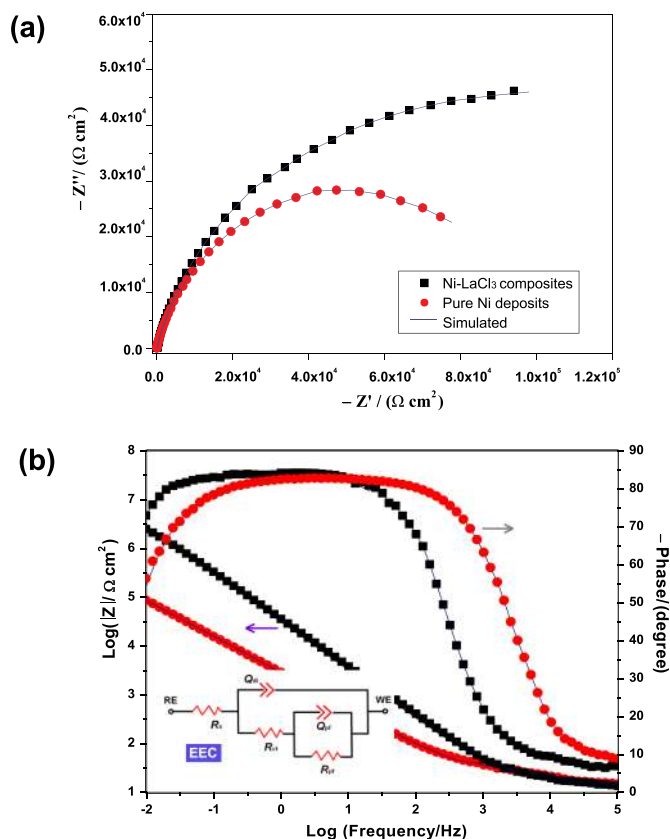 (a)
6.0x10⁴
5.0x10⁴
4.0x10⁴
3.0x10⁴
2.0x10⁴
1.0x10⁴
0.0
− Z''/ (Ω cm²)
Ni-LaCl₃ composites
Pure Ni deposits
Simulated
0.0 2.0x10⁴ 4.0x10⁴ 6.0x10⁴ 8.0x10⁴ 1.0x10⁵ 1.2x10⁵
− Z' / (Ω cm²)
(b)
8
7
6
5
4
3
2
1
Log(|Z|/ Ω cm²)
90
80
70
60
50
40
30
20
10
0
− Phase/(degree)
RE
Rs
Rct
Qpf
Rpf
WE
EEC
-2 -1 0 1 2 3 4 5
Log (Frequency/Hz)